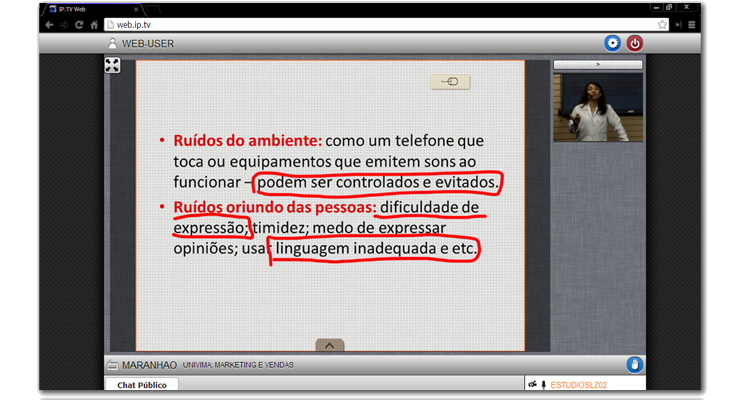 IP.TV Web
web.ip.tv
WEB-USER
>
• Ruídos do ambiente: como um telefone que
toca ou equipamentos que emitem sons ao
funcionar – podem ser controlados e evitados.
• Ruídos oriundo das pessoas: dificuldade de
expressão; timidez; medo de expressar
opiniões; usar linguagem inadequada e etc.
MARANHAO UNIVIMA: MARKETING E VENDAS
Chat Público
ESTUDIOSLZ02